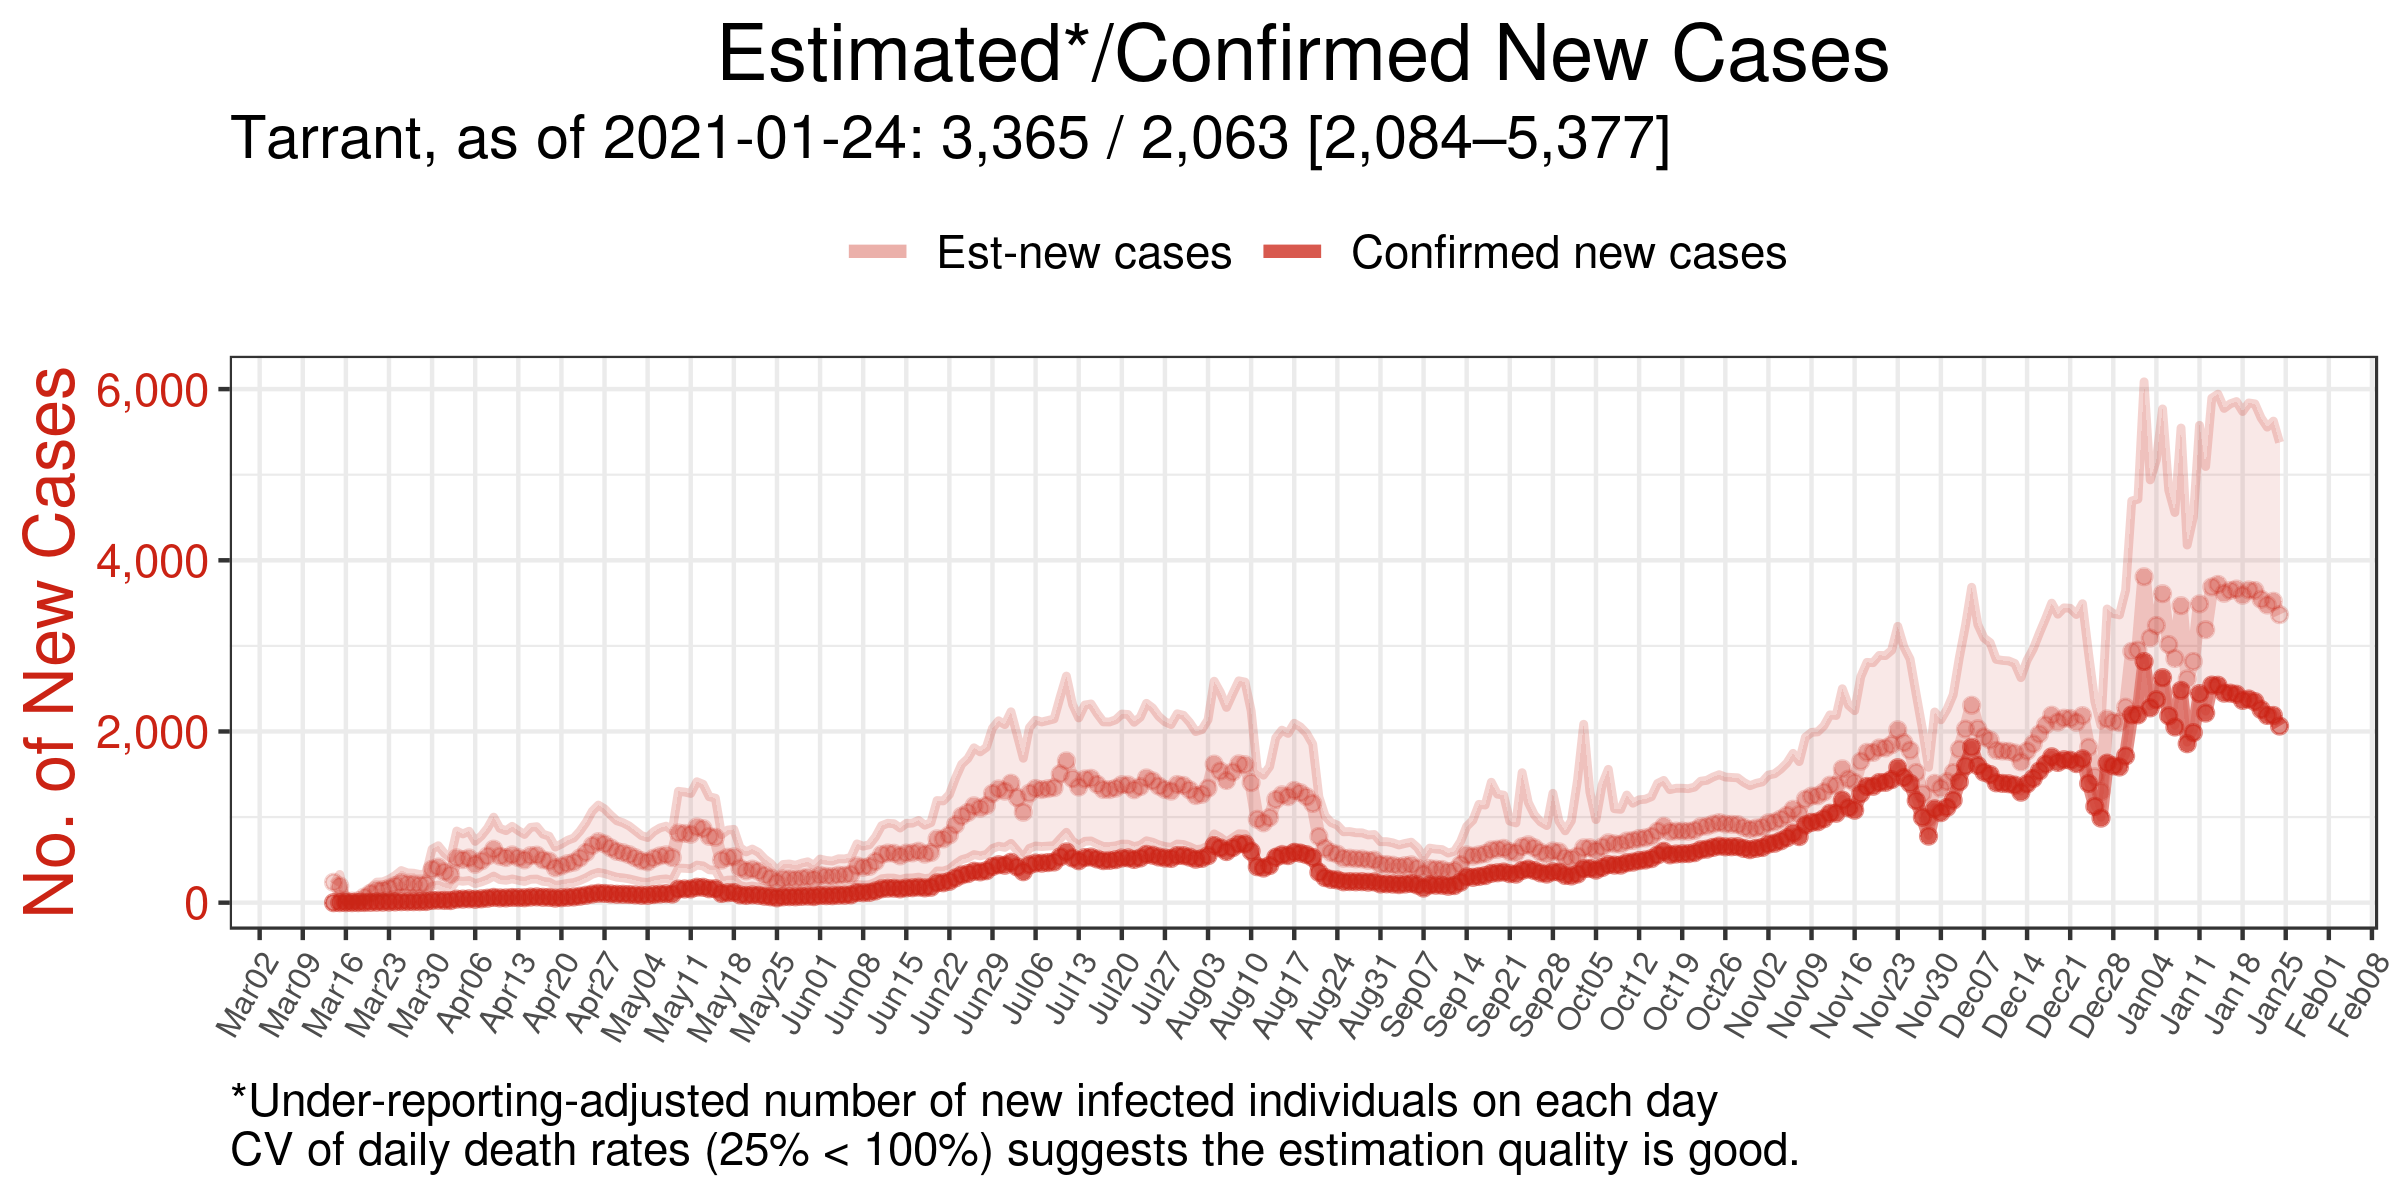 Estimated*/Confirmed New Cases
Tarrant, as of 2021-01-24: 3,365 / 2,063 [2,084–5,377]
Est-new cases Confirmed new cases
No. of New Cases
6,000
4,000
2,000
0
Mar02 Mar09 Mar16 Mar23 Mar30 Apr06 Apr13 Apr20 Apr27 May04 May11 May18 May25 Jun01 Jun08 Jun15 Jun22 Jun29 Jul06 Jul13 Jul20 Jul27 Aug03 Aug10 Aug17 Aug24 Aug31 Sep07 Sep14 Sep21 Sep28 Oct05 Oct12 Oct19 Oct26 Nov02 Nov09 Nov16 Nov23 Nov30 Dec07 Dec14 Dec21 Dec28 Jan04 Jan11 Jan18 Jan25 Feb01 Feb08
*Under-reporting-adjusted number of new infected individuals on each day
CV of daily death rates (25% < 100%) suggests the estimation quality is good.